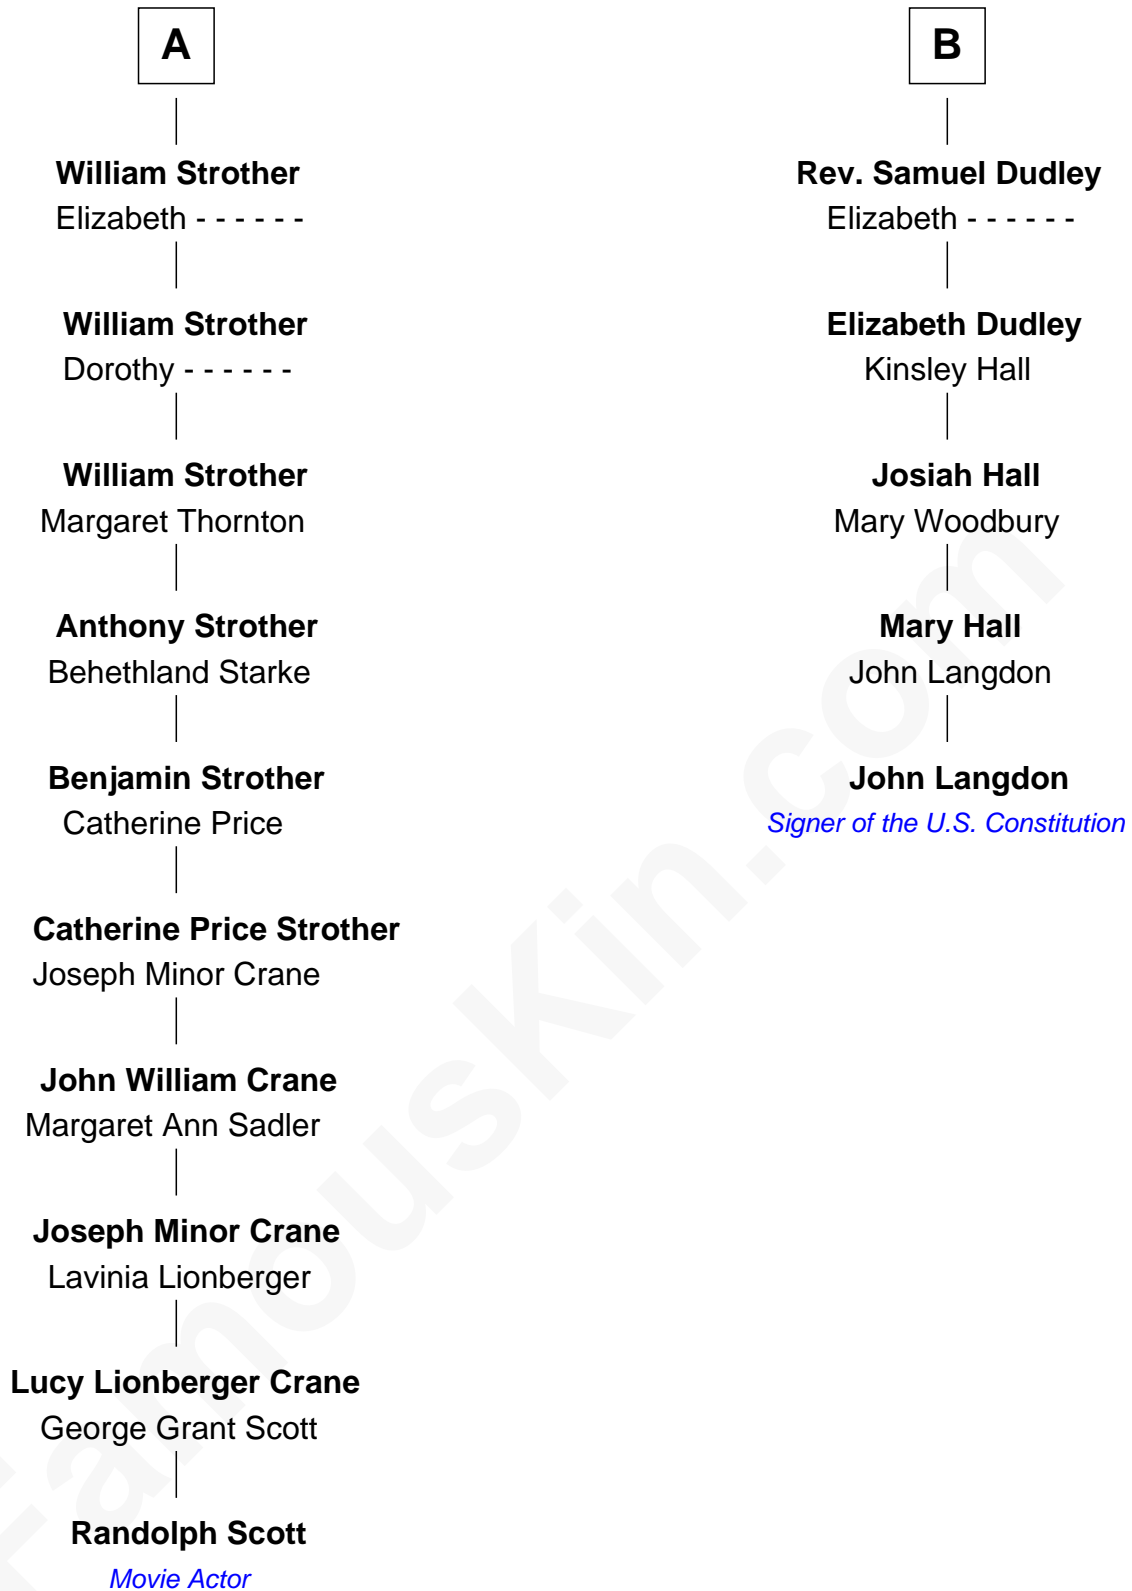 A
William Strother
Elizabeth - - - - - -
William Strother
Dorothy - - - - - -
William Strother
Margaret Thornton
Anthony Strother
Behethland Starke
Benjamin Strother
Catherine Price
Catherine Price Strother
Joseph Minor Crane
John William Crane
Margaret Ann Sadler
Joseph Minor Crane
Lavinia Lionberger
Lucy Lionberger Crane
George Grant Scott
Randolph Scott
Movie Actor
B
Rev. Samuel Dudley
Elizabeth - - - - - -
Elizabeth Dudley
Kinsley Hall
Josiah Hall
Mary Woodbury
Mary Hall
John Langdon
John Langdon
Signer of the U.S. Constitution
FamousKin.com